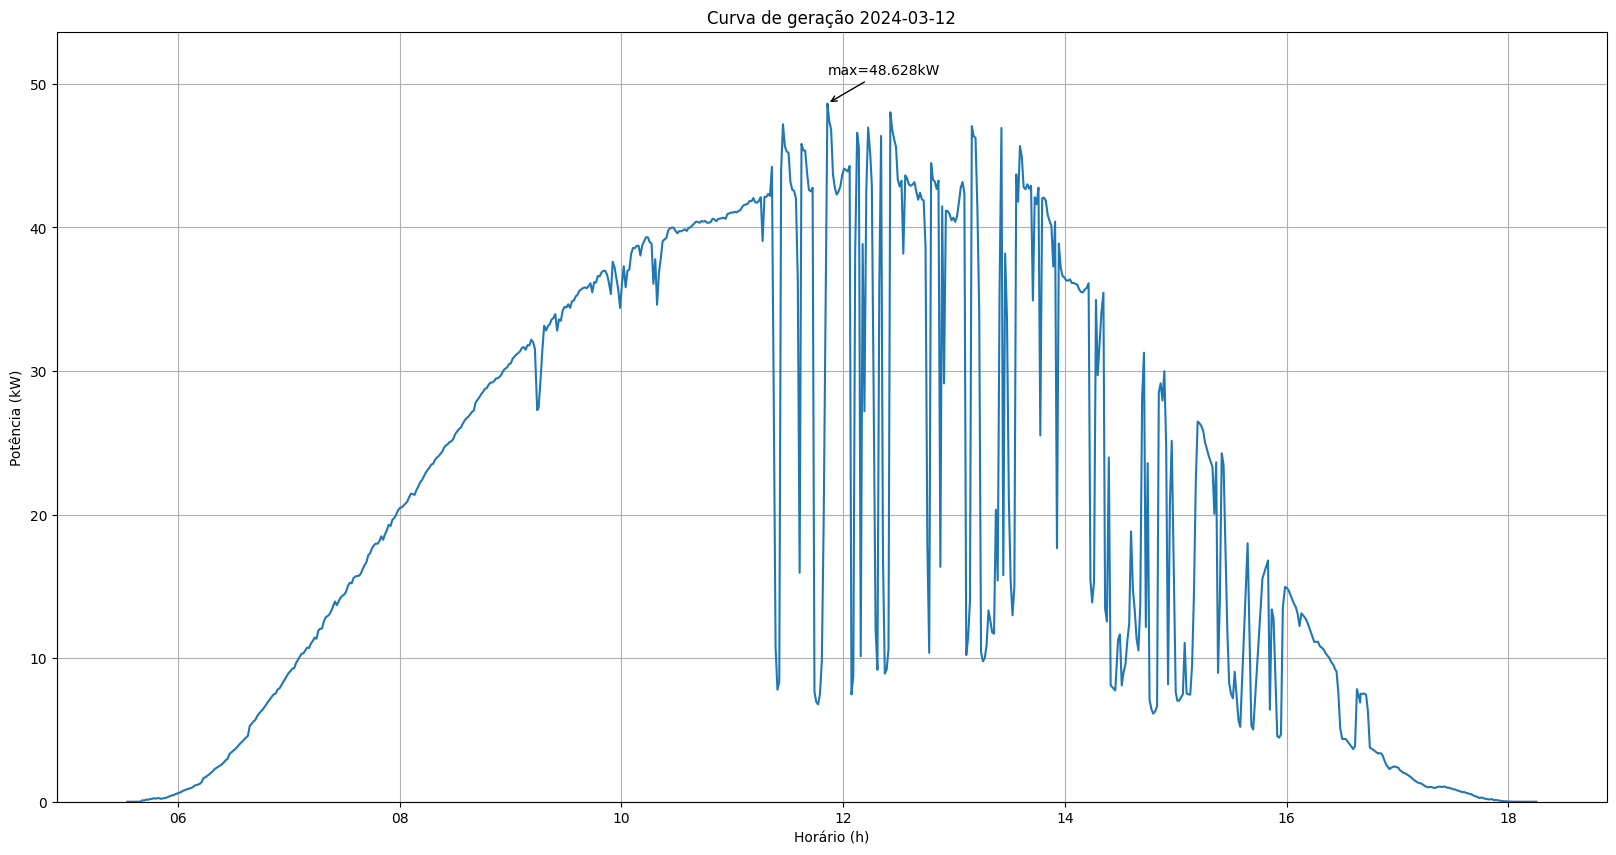 Curva de geração 2024-03-12
max=48.628kW
50
40
30
20
10
0
Potência (kW)
06 08 10 12 14 16 18
Horário (h)